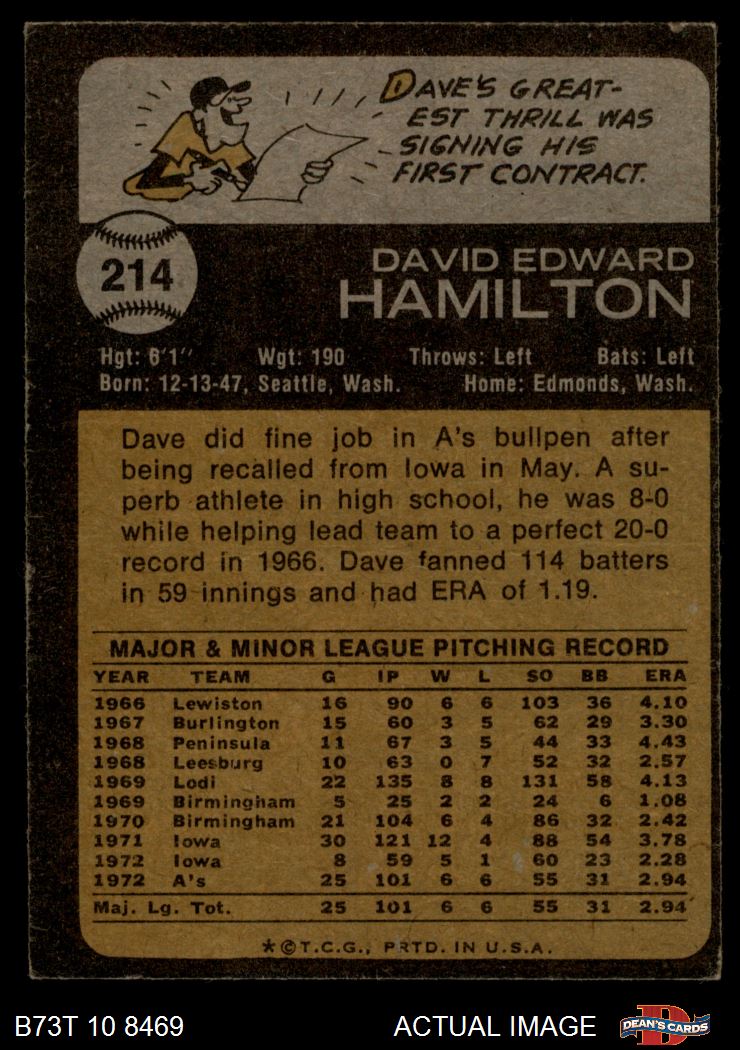 DAVE'S GREAT-
EST THRILL WAS
SIGNING HIS
FIRST CONTRACT.
214
DAVID EDWARD
HAMILTON
Hgt: 6'1" Wgt: 190 Throws: Left Bats: Left
Born: 12-13-47, Seattle, Wash. Home: Edmonds, Wash.
Dave did fine job in A's bullpen after
being recalled from Iowa in May. A su-
perb athlete in high school, he was 8-0
while helping lead team to a perfect 20-0
record in 1966. Dave fanned 114 batters
in 59 innings and had ERA of 1.19.
MAJOR & MINOR LEAGUE PITCHING RECORD
YEAR TEAM G IP W L SO BB ERA
1966 Lewiston 16 90 6 6 103 36 4.10
1967 Burlington 15 60 3 5 62 29 3.30
1968 Peninsula 11 67 3 5 44 33 4.43
1968 Leesburg 10 63 0 7 52 32 2.57
1969 Lodi 22 135 8 8 131 58 4.13
1969 Birmingham 5 25 2 2 24 6 1.08
1970 Birmingham 21 104 6 4 86 32 2.42
1971 Iowa 30 121 12 4 88 54 3.78
1972 Iowa 8 59 5 1 60 23 2.28
1972 A's 25 101 6 6 55 31 2.94
Maj. Lg. Tot. 25 101 6 6 55 31 2.94
*©T.C.G., PRTD. IN U.S.A.
B73T 10 8469 ACTUAL IMAGE DEAN'S CARDS